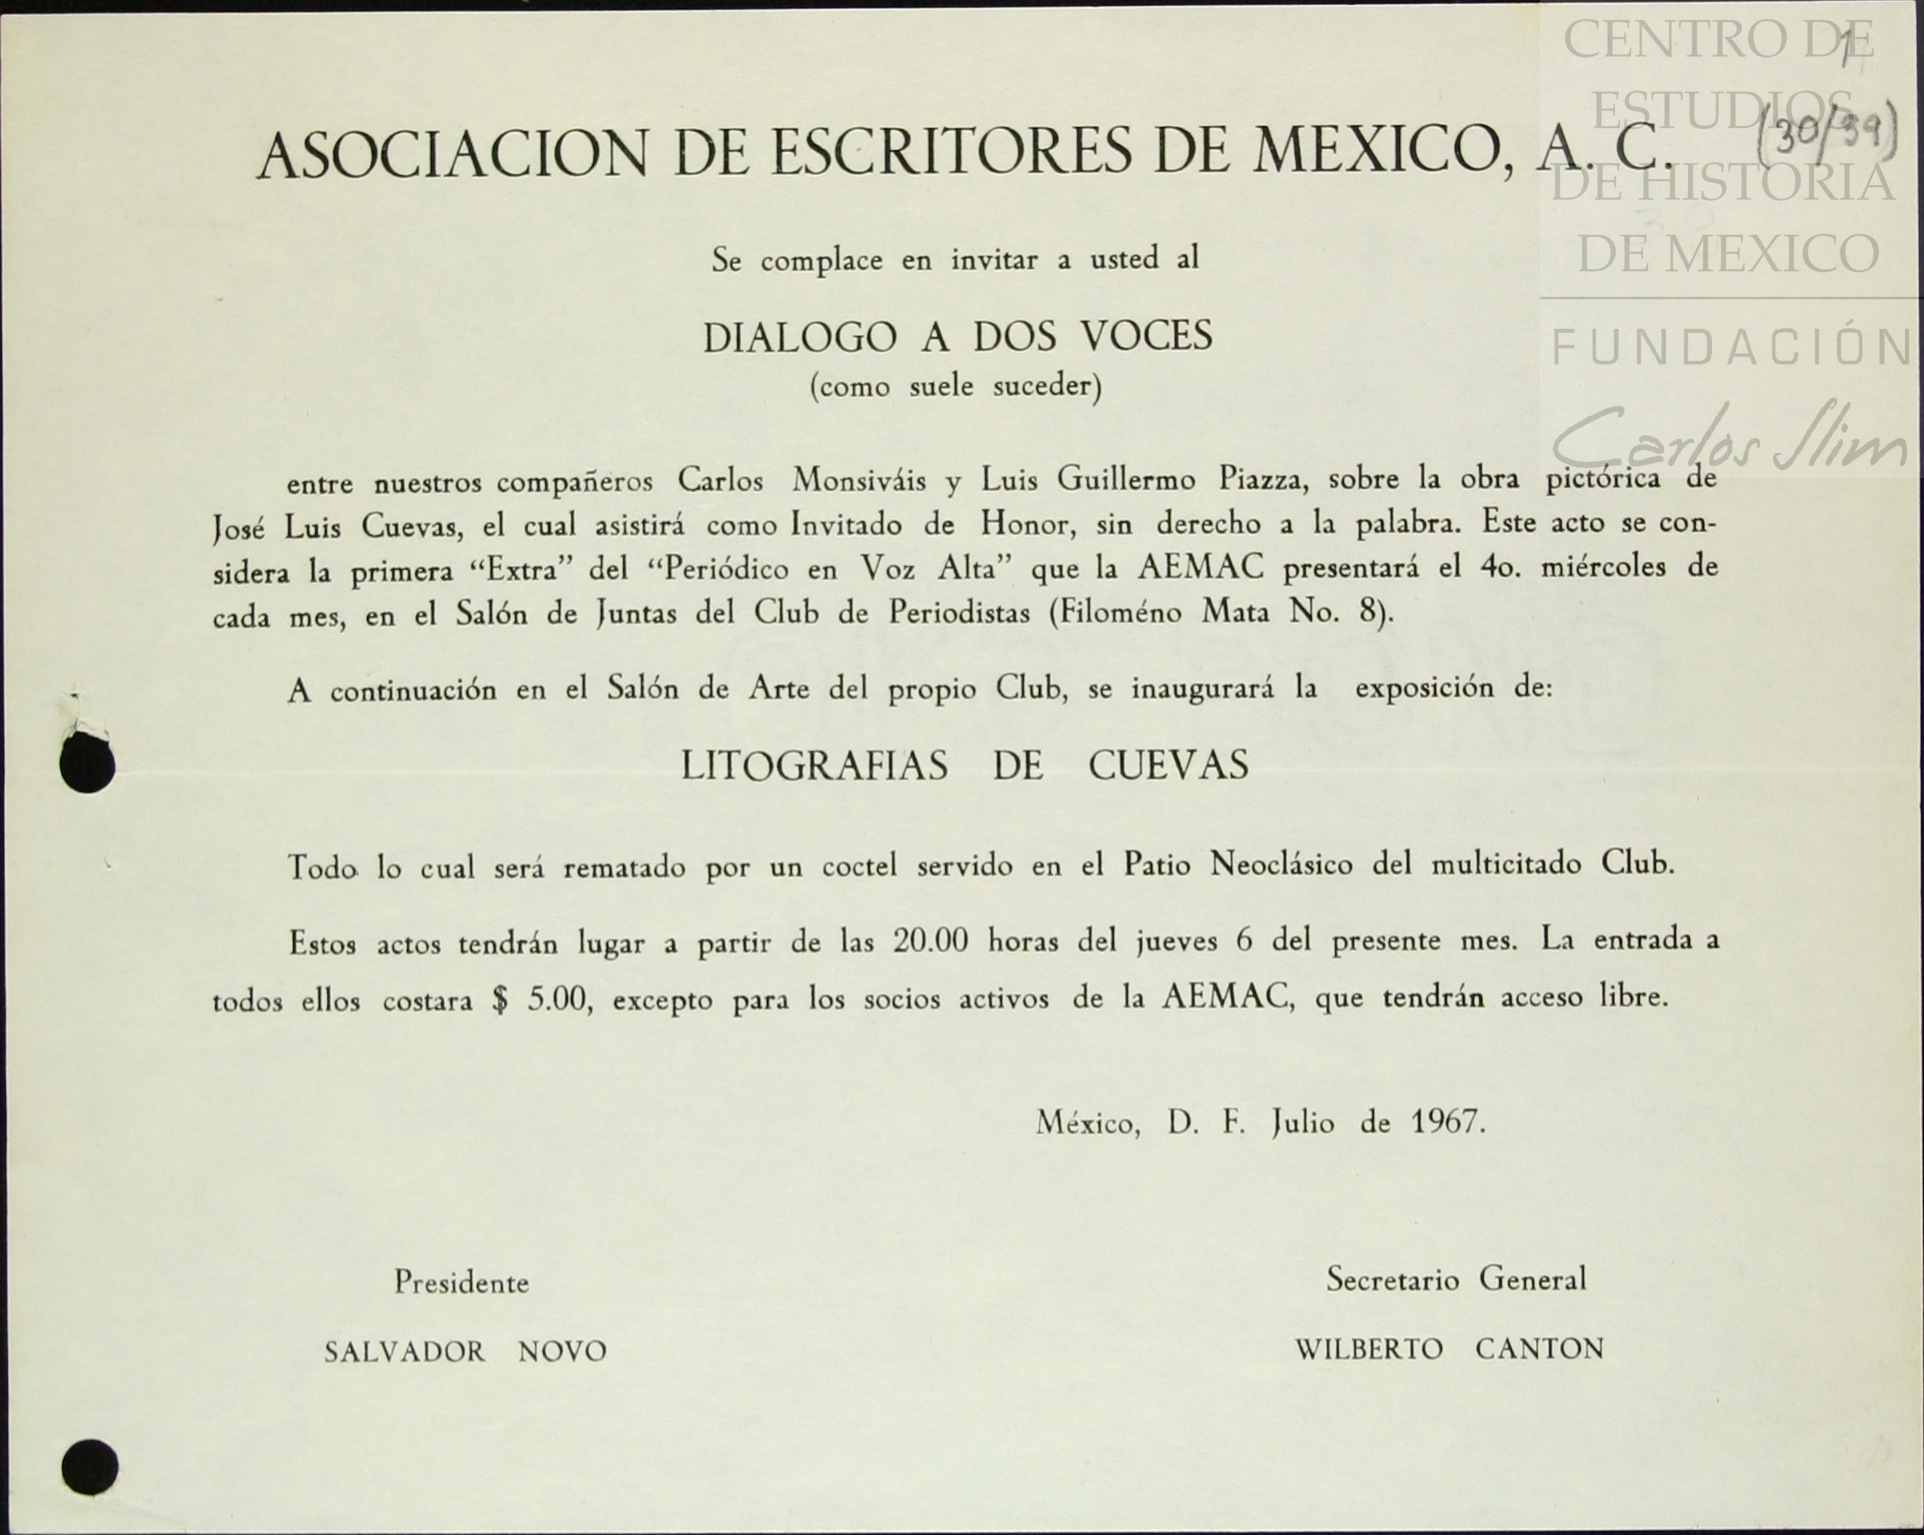 CENTRO DE
ESTUDIOS
DE HISTORIA
DE MEXICO
FUNDACIÓN
Carlos Slim
1
(30/39)
ASOCIACION DE ESCRITORES DE MEXICO, A. C.
Se complace en invitar a usted al
DIALOGO A DOS VOCES
(como suele suceder)
entre nuestros compañeros Carlos Monsiváis y Luis Guillermo Piazza, sobre la obra pictórica de
José Luis Cuevas, el cual asistirá como Invitado de Honor, sin derecho a la palabra. Este acto se con-
sidera la primera “Extra” del “Periódico en Voz Alta” que la AEMAC presentará el 4o. miércoles de
cada mes, en el Salón de Juntas del Club de Periodistas (Filoméno Mata No. 8).
A continuación en el Salón de Arte del propio Club, se inaugurará la exposición de:
LITOGRAFIAS DE CUEVAS
Todo lo cual será rematado por un coctel servido en el Patio Neoclásico del multicitado Club.
Estos actos tendrán lugar a partir de las 20.00 horas del jueves 6 del presente mes. La entrada a
todos ellos costara $ 5.00, excepto para los socios activos de la AEMAC, que tendrán acceso libre.
México, D. F. Julio de 1967.
Presidente
SALVADOR NOVO
Secretario General
WILBERTO CANTON